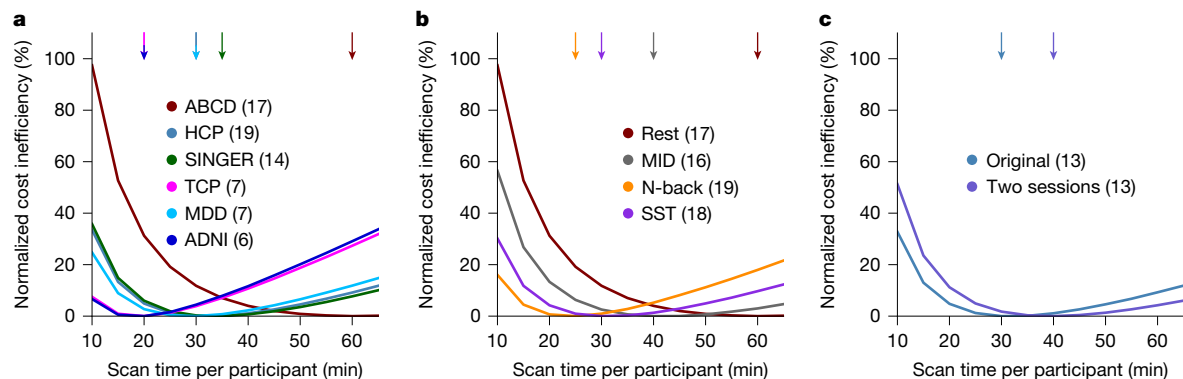 a
Normalized cost inefficiency (%)
100
80
60
40
20
0
ABCD (17)
HCP (19)
SINGER (14)
TCP (7)
MDD (7)
ADNI (6)
10 20 30 40 50 60
Scan time per participant (min)
b
Normalized cost inefficiency (%)
100
80
60
40
20
0
Rest (17)
MID (16)
N-back (19)
SST (18)
10 20 30 40 50 60
Scan time per participant (min)
c
Normalized cost inefficiency (%)
100
80
60
40
20
0
Original (13)
Two sessions (13)
10 20 30 40 50 60
Scan time per participant (min)